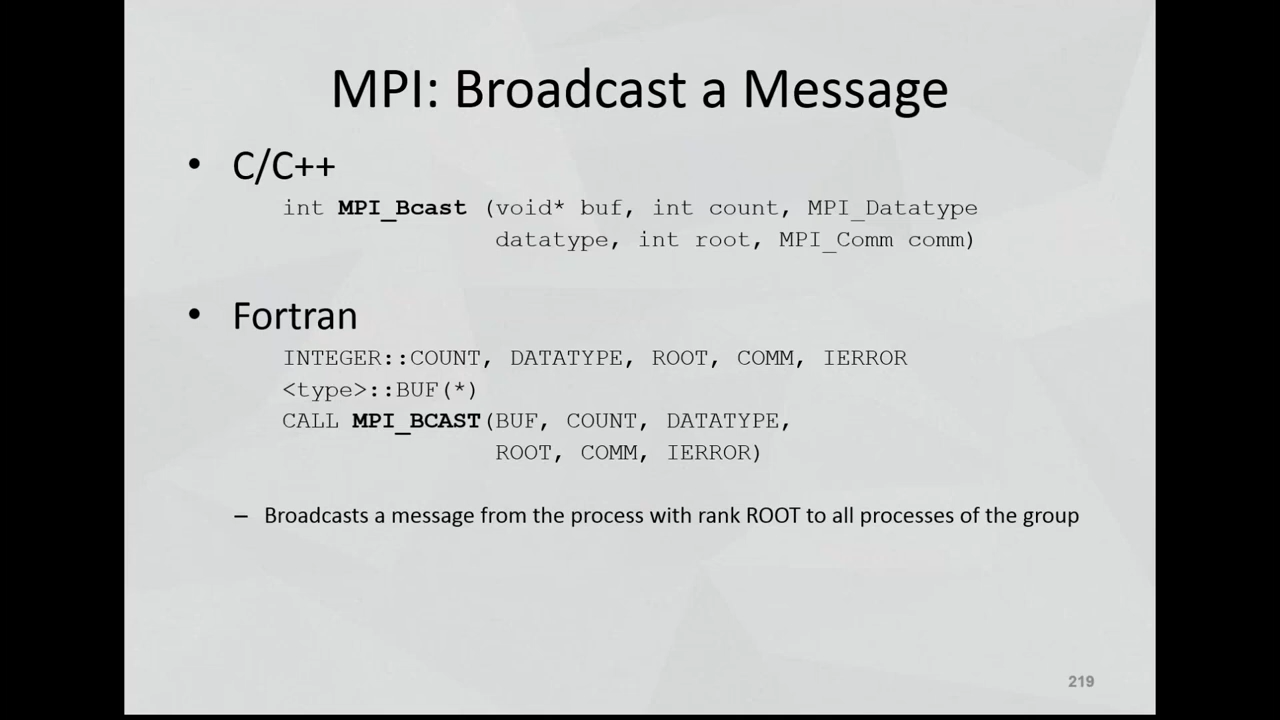 MPI: Broadcast a Message
• C/C++
int MPI_Bcast (void* buf, int count, MPI_Datatype
datatype, int root, MPI_Comm comm)
• Fortran
INTEGER::COUNT, DATATYPE, ROOT, COMM, IERROR
<type>::BUF(*)
CALL MPI_BCAST(BUF, COUNT, DATATYPE,
ROOT, COMM, IERROR)
– Broadcasts a message from the process with rank ROOT to all processes of the group
219